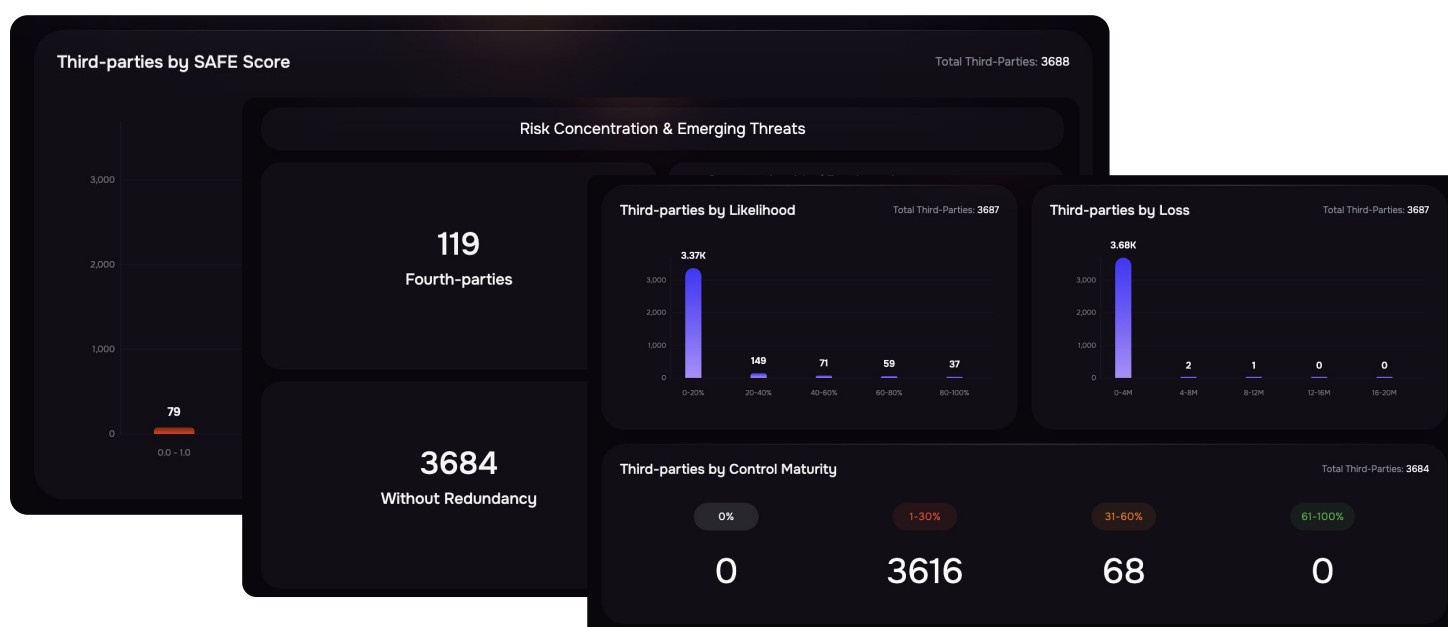 Third-parties by SAFE Score
Total Third-Parties: 3688
3,000
2,000
1,000
0
79
0.0 - 1.0
Risk Concentration & Emerging Threats
119
Fourth-parties
3684
Without Redundancy
Third-parties by Likelihood
Total Third-Parties: 3687
3,000
2,000
1,000
0
3.37K
149
71
59
37
0-20%
20-40%
40-60%
60-80%
80-100%
Third-parties by Loss
Total Third-Parties: 3687
3,000
2,000
1,000
0
3.68K
2
1
0
0
0-4M
4-8M
8-12M
12-16M
16-20M
Third-parties by Control Maturity
Total Third-Parties: 3684
0%
1-30%
31-60%
61-100%
0
3616
68
0